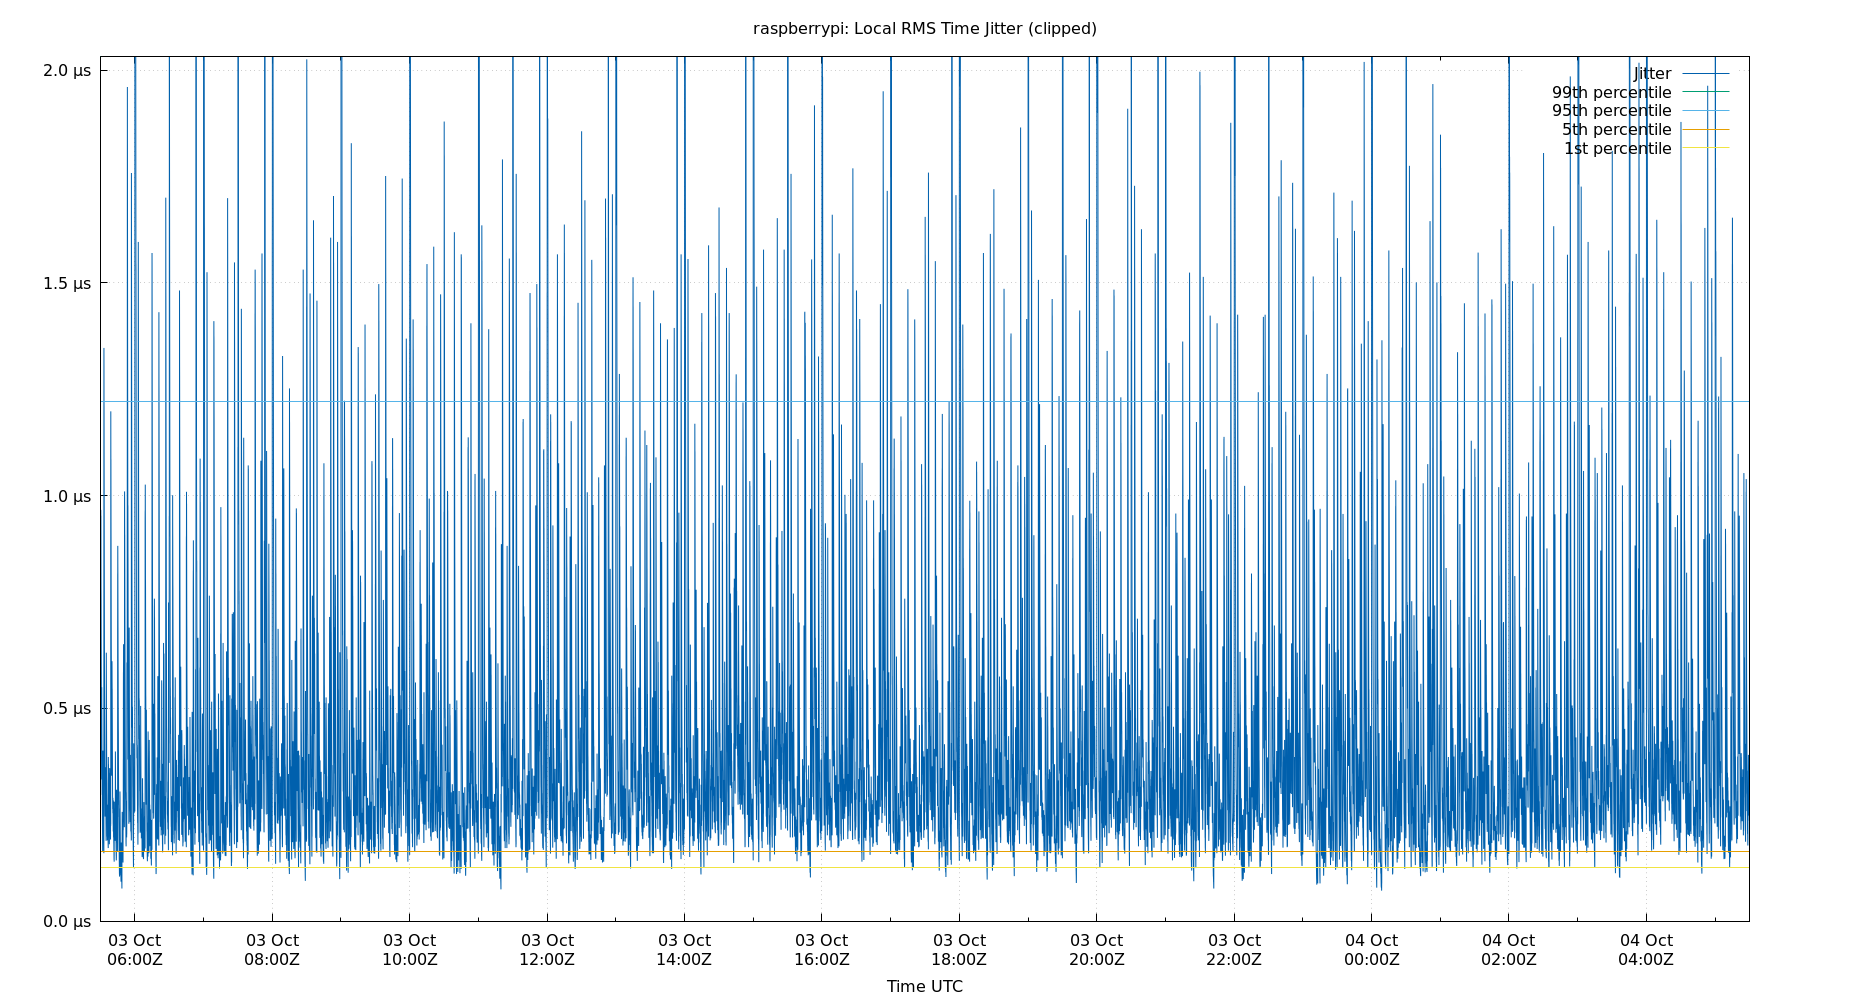 raspberrypi: Local RMS Time Jitter (clipped)
2.0 µs
1.5 µs
1.0 µs
0.5 µs
0.0 µs
Jitter
99th percentile
95th percentile
5th percentile
1st percentile
03 Oct 03 Oct 03 Oct 03 Oct 03 Oct 03 Oct 03 Oct 03 Oct 03 Oct 04 Oct 04 Oct 04 Oct
06:00Z 08:00Z 10:00Z 12:00Z 14:00Z 16:00Z 18:00Z 20:00Z 22:00Z 00:00Z 02:00Z 04:00Z
Time UTC